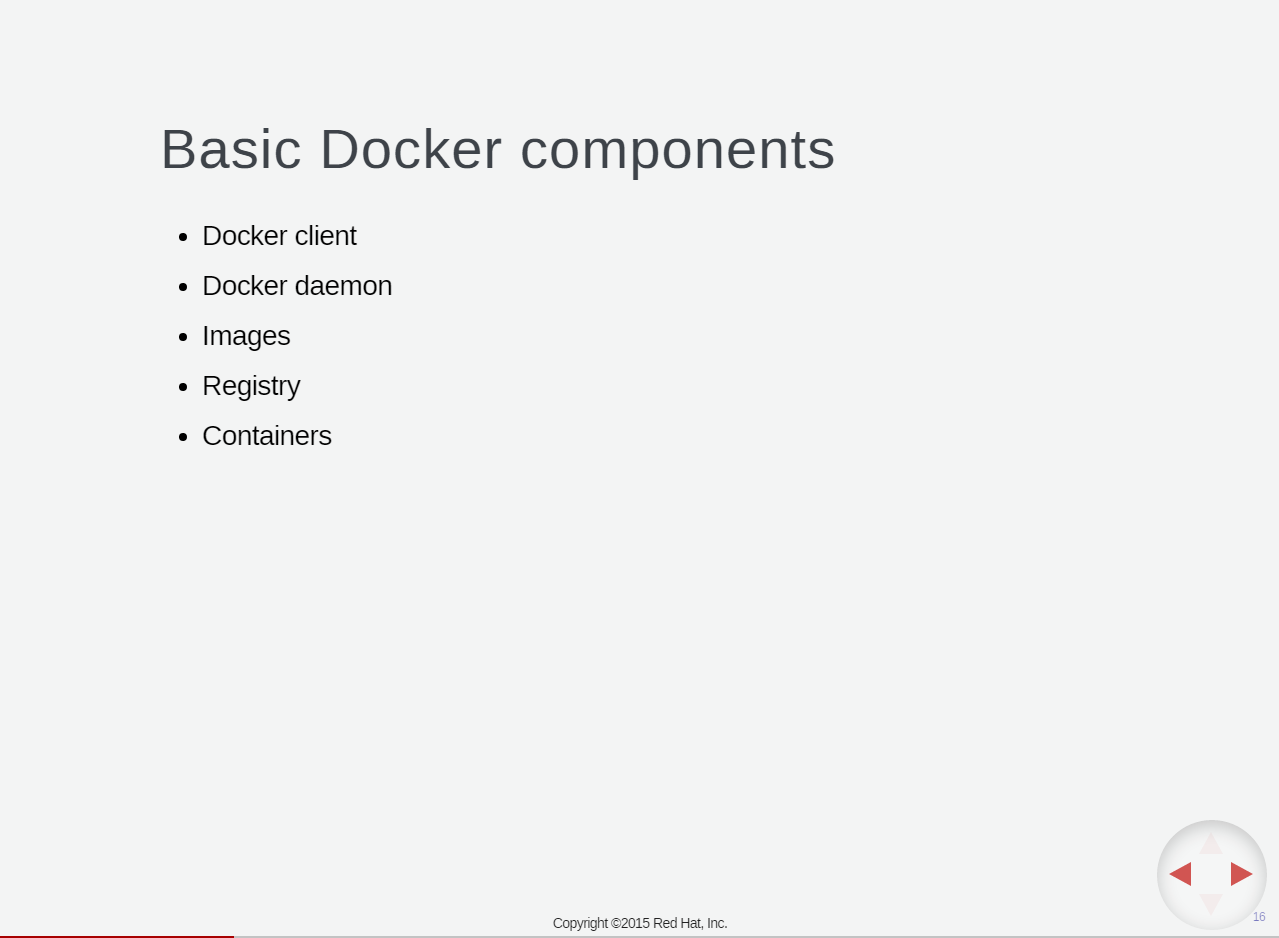 Basic Docker components
Docker client
Docker daemon
Images
Registry
Containers
Copyright ©2015 Red Hat, Inc.
16